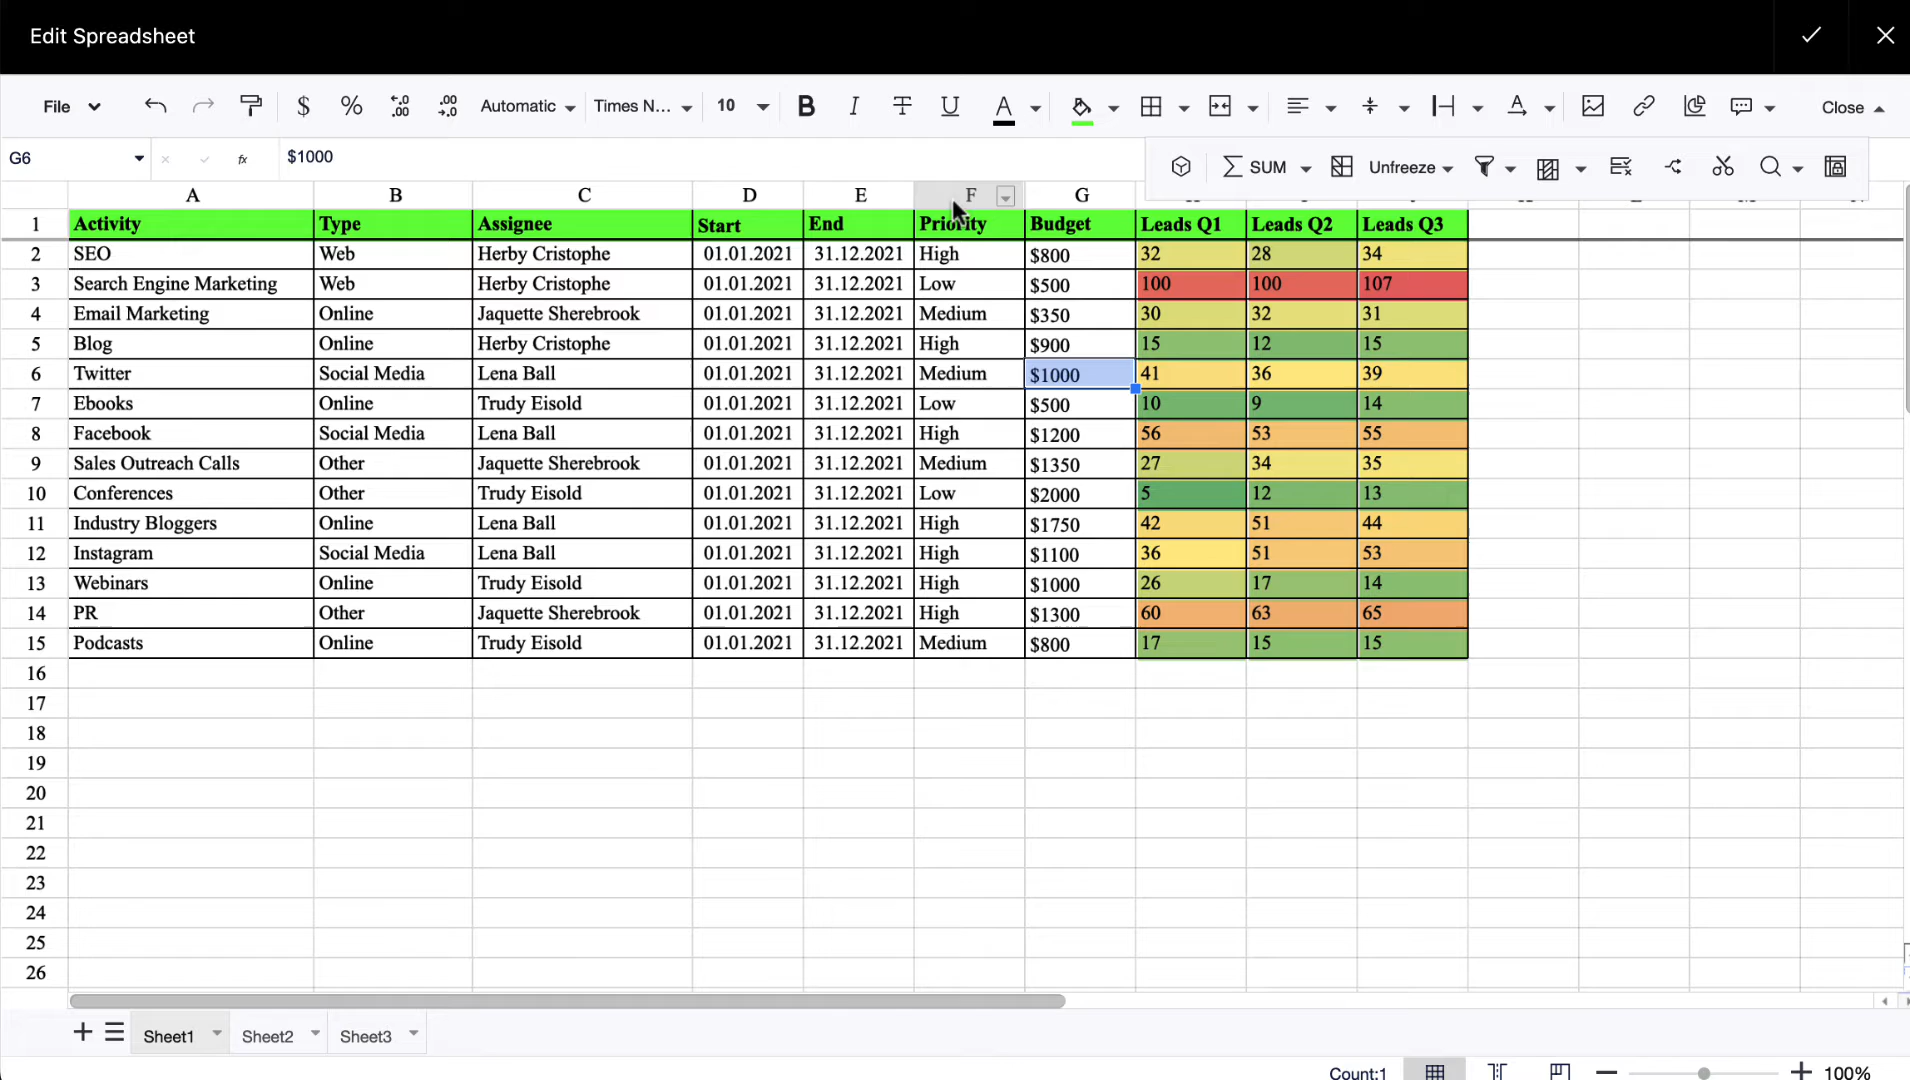 Edit Spreadsheet
File $ % .00 .00 Automatic Times N... 10 B I T U A A Close
G6 fx $1000 SUM Unfreeze
A B C D E F G
1 Activity Type Assignee Start End Priority Budget Leads Q1 Leads Q2 Leads Q3
2 SEO Web Herby Cristophe 01.01.2021 31.12.2021 High $800 32 28 34
3 Search Engine Marketing Web Herby Cristophe 01.01.2021 31.12.2021 Low $500 100 100 107
4 Email Marketing Online Jaquette Sherebrook 01.01.2021 31.12.2021 Medium $350 30 32 31
5 Blog Online Herby Cristophe 01.01.2021 31.12.2021 High $900 15 12 15
6 Twitter Social Media Lena Ball 01.01.2021 31.12.2021 Medium $1000 41 36 39
7 Ebooks Online Trudy Eisold 01.01.2021 31.12.2021 Low $500 10 9 14
8 Facebook Social Media Lena Ball 01.01.2021 31.12.2021 High $1200 56 53 55
9 Sales Outreach Calls Other Jaquette Sherebrook 01.01.2021 31.12.2021 Medium $1350 27 34 35
10 Conferences Other Trudy Eisold 01.01.2021 31.12.2021 Low $2000 5 12 13
11 Industry Bloggers Online Lena Ball 01.01.2021 31.12.2021 High $1750 42 51 44
12 Instagram Social Media Lena Ball 01.01.2021 31.12.2021 High $1100 36 51 53
13 Webinars Online Trudy Eisold 01.01.2021 31.12.2021 High $1000 26 17 14
14 PR Other Jaquette Sherebrook 01.01.2021 31.12.2021 High $1300 60 63 65
15 Podcasts Online Trudy Eisold 01.01.2021 31.12.2021 Medium $800 17 15 15
16
17
18
19
20
21
22
23
24
25
26
Sheet1 Sheet2 Sheet3
Count:1 100%